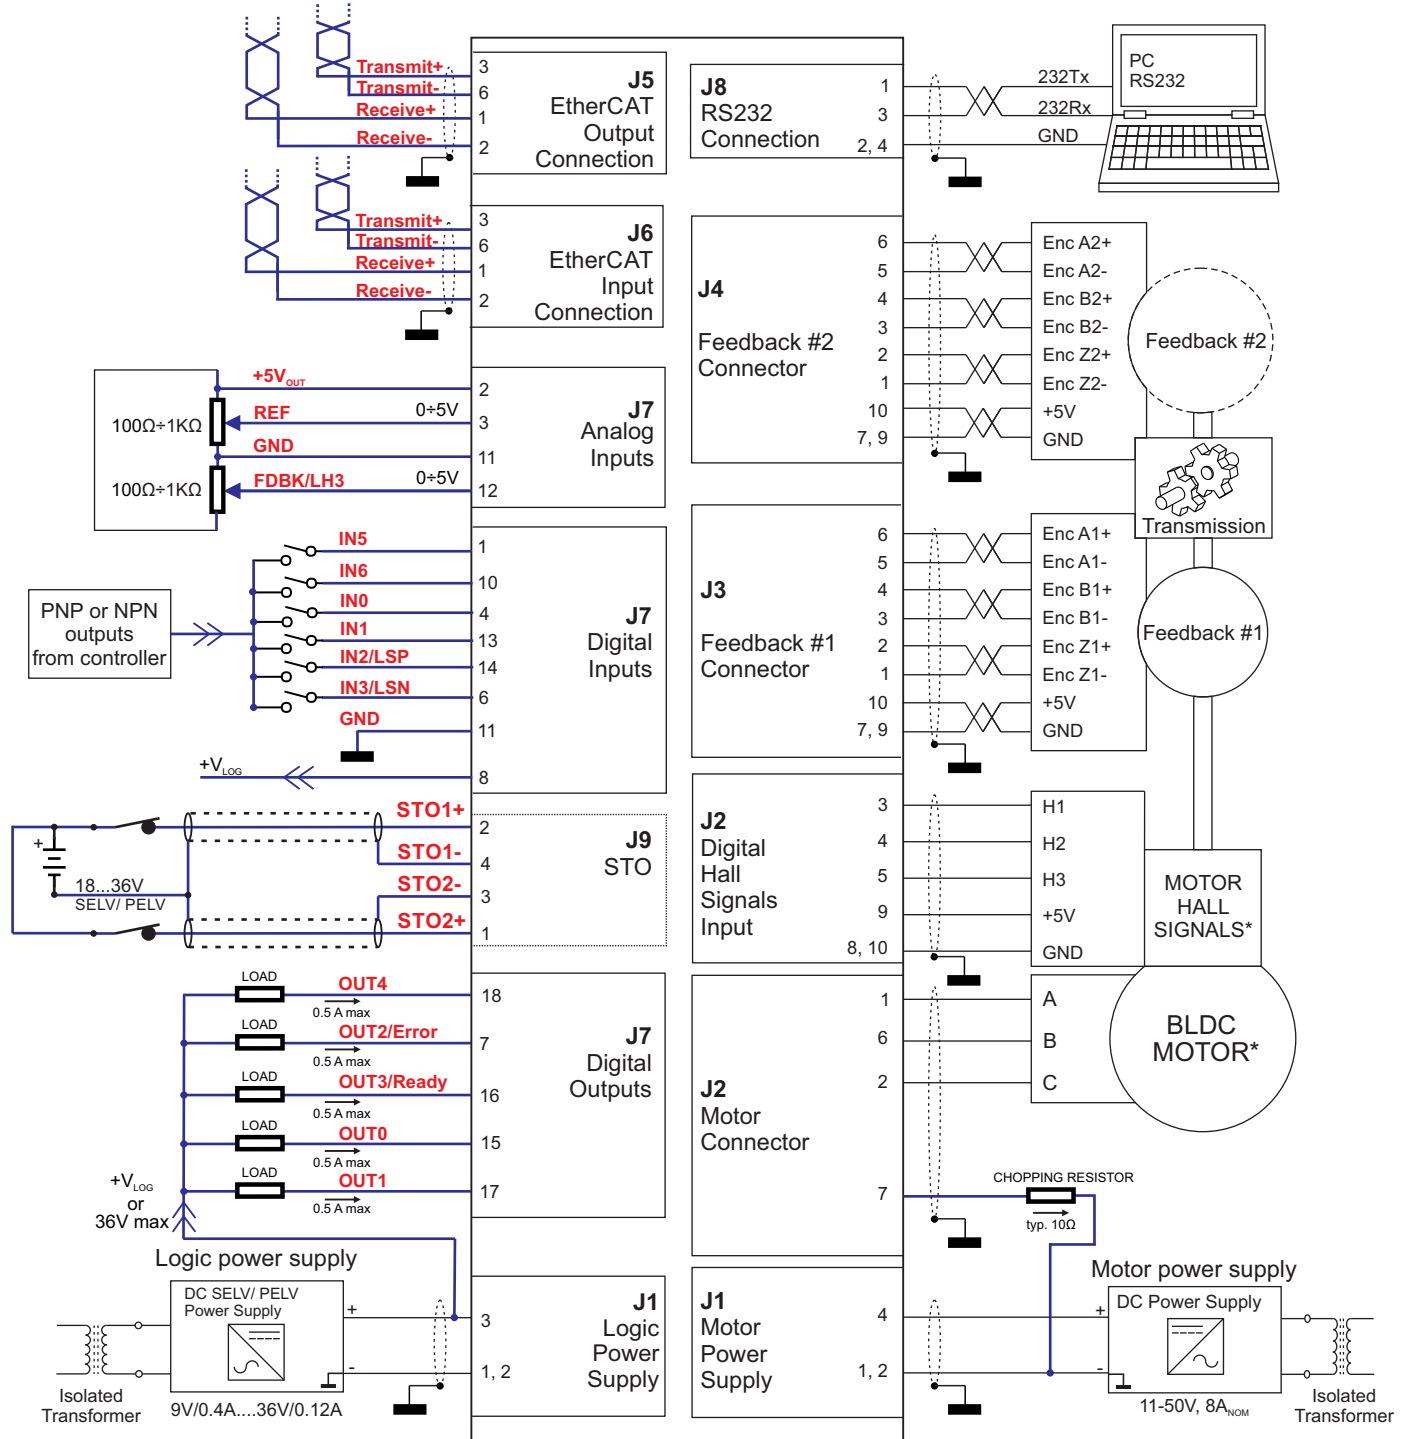 Transmit+
Transmit-
Receive+
Receive-
3
6
1
2
J5
EtherCAT
Output
Connection
Transmit+
Transmit-
Receive+
Receive-
3
6
1
2
J6
EtherCAT
Input
Connection
+5VOUT
REF
0÷5V
GND
FDBK/LH3
0÷5V
100Ω÷1KΩ
100Ω÷1KΩ
2
3
11
12
J7
Analog
Inputs
PNP or NPN
outputs
from controller
IN5
IN6
IN0
IN1
IN2/LSP
IN3/LSN
GND
+VLOG
1
10
4
13
14
6
11
8
J7
Digital
Inputs
STO1+
STO1-
STO2-
STO2+
+
18...36V
SELV/ PELV
2
4
3
1
J9
STO
LOAD
OUT4
0.5 A max
LOAD
OUT2/Error
0.5 A max
LOAD
OUT3/Ready
0.5 A max
LOAD
OUT0
0.5 A max
LOAD
OUT1
0.5 A max
18
7
16
15
17
J7
Digital
Outputs
+VLOG
or
36V max
Logic power supply
DC SELV/ PELV
Power Supply
+
-
Isolated
Transformer
9V/0.4A....36V/0.12A
3
1, 2
J1
Logic
Power
Supply
J8
RS232
Connection
1
3
2, 4
232Tx
232Rx
GND
PC
RS232
J4
Feedback #2
Connector
6
5
4
3
2
1
10
7, 9
Enc A2+
Enc A2-
Enc B2+
Enc B2-
Enc Z2+
Enc Z2-
+5V
GND
Feedback #2
Transmission
J3
Feedback #1
Connector
6
5
4
3
2
1
10
7, 9
Enc A1+
Enc A1-
Enc B1+
Enc B1-
Enc Z1+
Enc Z1-
+5V
GND
Feedback #1
J2
Digital
Hall
Signals
Input
3
4
5
9
8, 10
H1
H2
H3
+5V
GND
MOTOR
HALL
SIGNALS*
J2
Motor
Connector
1
6
2
7
A
B
C
BLDC
MOTOR*
CHOPPING RESISTOR
typ. 10Ω
J1
Motor
Power
Supply
4
1, 2
Motor power supply
DC Power Supply
+
-
11-50V, 8ANOM
Isolated
Transformer